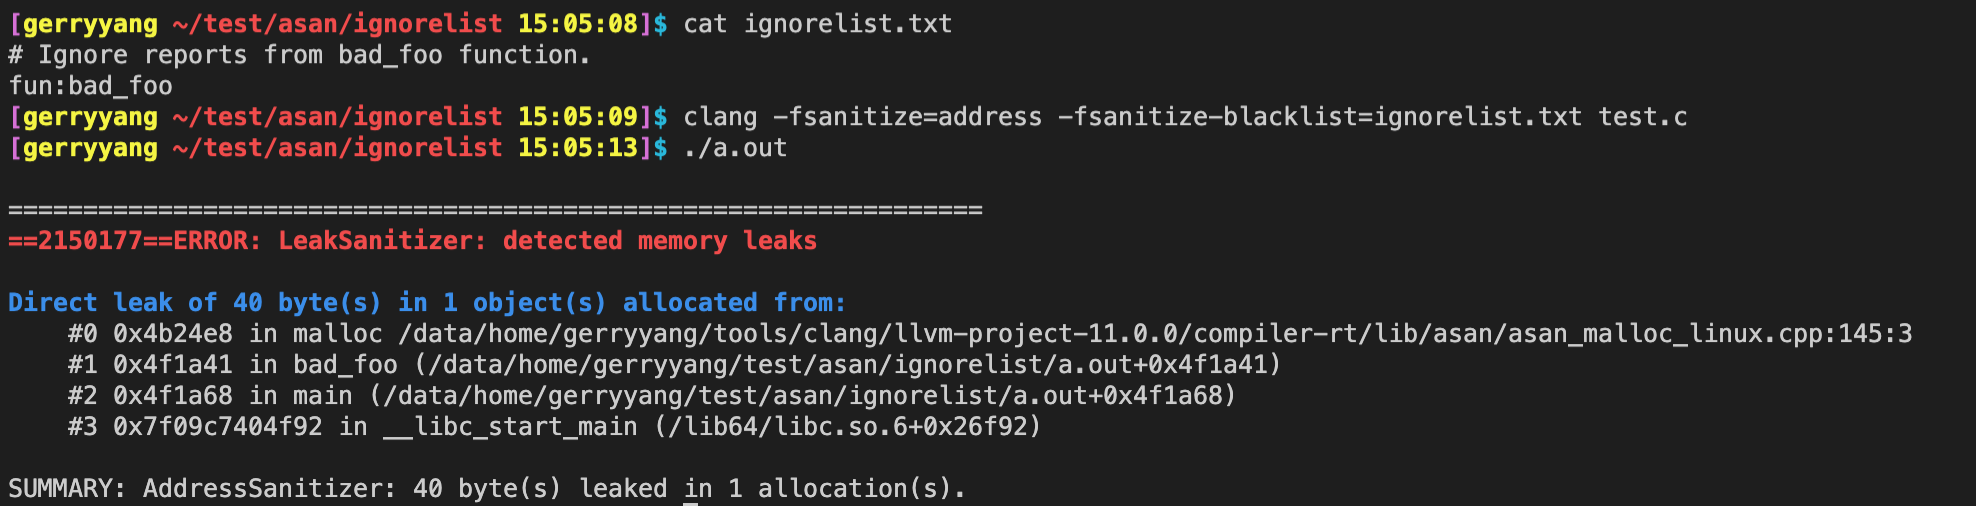 [gerryyang ~/test/asan/ignorelist 15:05:08]$ cat ignorelist.txt
# Ignore reports from bad_foo function.
fun:bad_foo
[gerryyang ~/test/asan/ignorelist 15:05:09]$ clang -fsanitize=address -fsanitize-blacklist=ignorelist.txt test.c
[gerryyang ~/test/asan/ignorelist 15:05:13]$ ./a.out
=================================================================
==2150177==ERROR: LeakSanitizer: detected memory leaks
Direct leak of 40 byte(s) in 1 object(s) allocated from:
#0 0x4b24e8 in malloc /data/home/gerryyang/tools/clang/llvm-project-11.0.0/compiler-rt/lib/asan/asan_malloc_linux.cpp:145:3
#1 0x4f1a41 in bad_foo (/data/home/gerryyang/test/asan/ignorelist/a.out+0x4f1a41)
#2 0x4f1a68 in main (/data/home/gerryyang/test/asan/ignorelist/a.out+0x4f1a68)
#3 0x7f09c7404f92 in __libc_start_main (/lib64/libc.so.6+0x26f92)
SUMMARY: AddressSanitizer: 40 byte(s) leaked in 1 allocation(s).